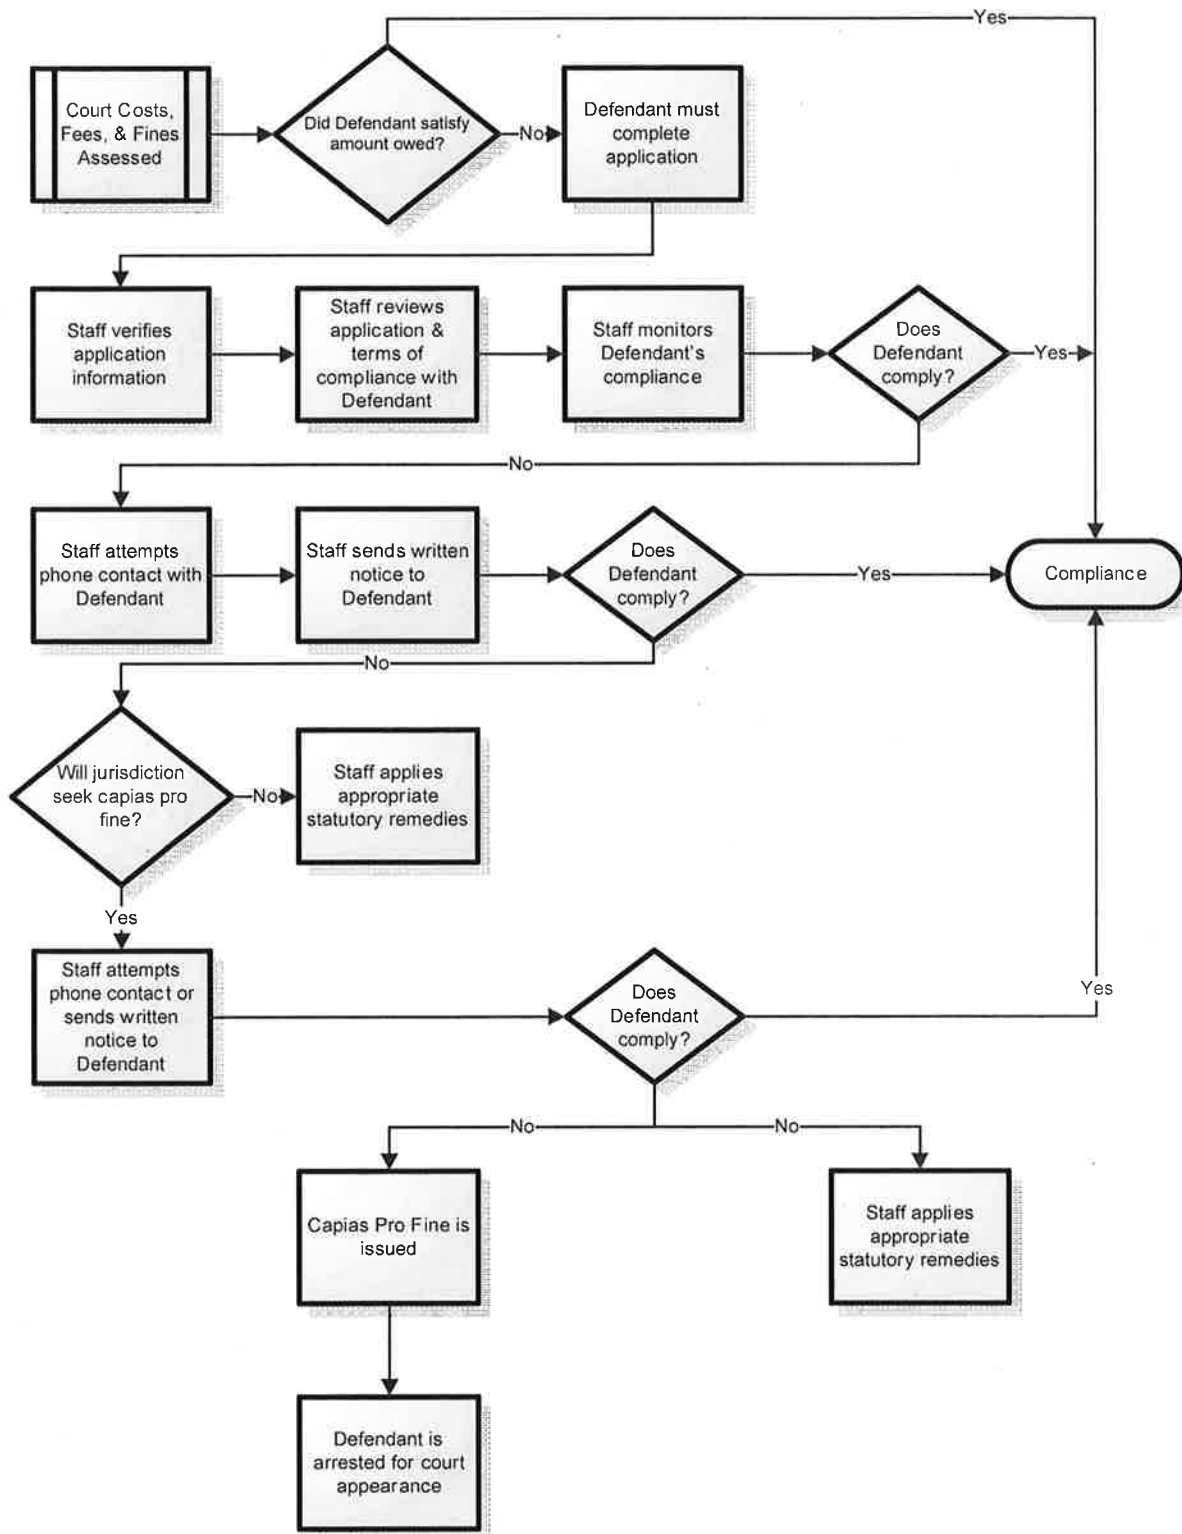 Yes
Court Costs,
Fees, & Fines
Assessed
Did Defendant satisfy
amount owed?
No
Defendant must
complete
application
Staff verifies
application
information
Staff reviews
application &
terms of
compliance with
Defendant
Staff monitors
Defendant's
compliance
Does
Defendant
comply?
Yes
No
Staff attempts
phone contact with
Defendant
Staff sends written
notice to
Defendant
Does
Defendant
comply?
Yes
Compliance
No
Will jurisdiction
seek capias pro
fine?
No
Staff applies
appropriate
statutory remedies
Yes
Staff attempts
phone contact or
sends written
notice to
Defendant
Does
Defendant
comply?
Yes
No
No
Capias Pro Fine is
issued
Staff applies
appropriate
statutory remedies
Defendant is
arrested for court
appearance